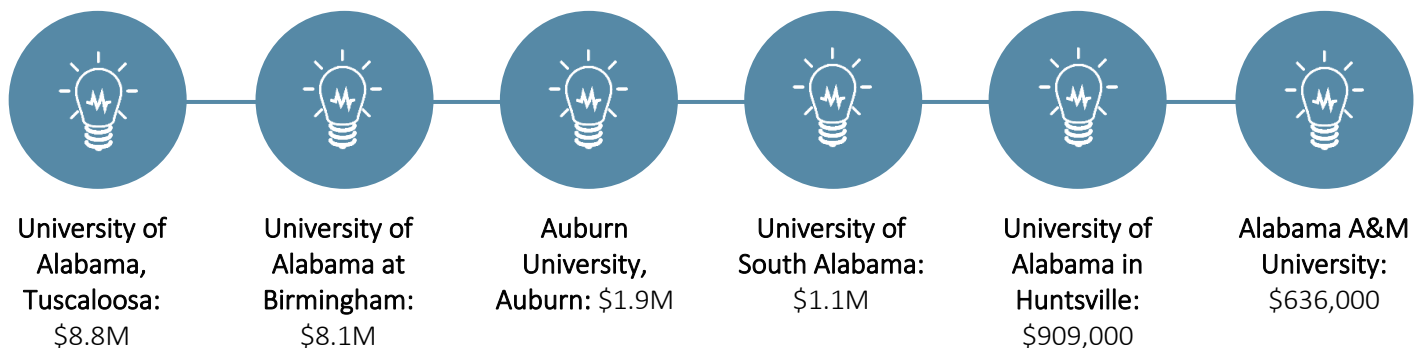 University of
Alabama,
Tuscaloosa:
$8.8M
University of
Alabama at
Birmingham:
$8.1M
Auburn
University,
Auburn: $1.9M
University of
South Alabama:
$1.1M
University of
Alabama in
Huntsville:
$909,000
Alabama A&M
University:
$636,000